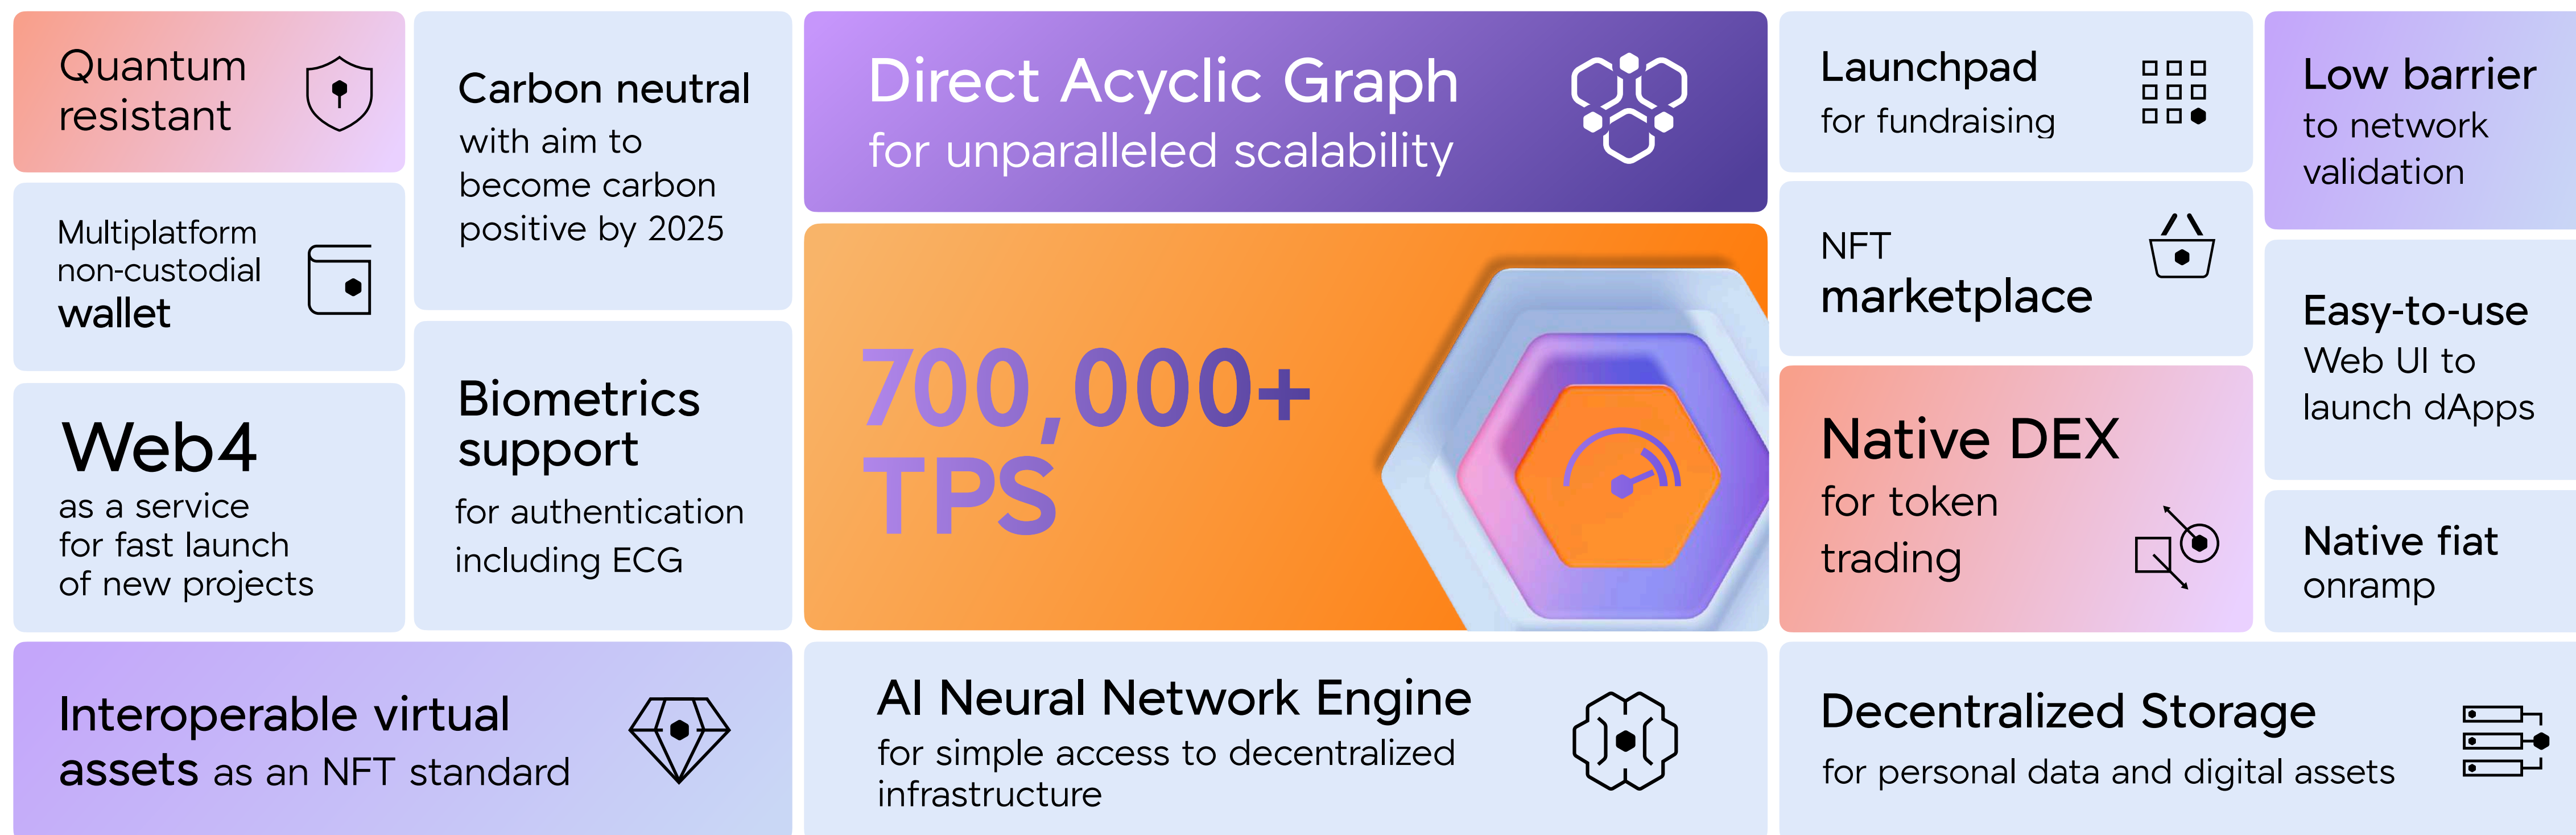 Quantum
resistant
Multiplatform
non-custodial
wallet
Web4
as a service
for fast launch
of new projects
Carbon neutral
with aim to
become carbon
positive by 2025
Biometrics
support
for authentication
including ECG
Interoperable virtual
assets as an NFT standard
Direct Acyclic Graph
for unparalleled scalability
700,000+
TPS
AI Neural Network Engine
for simple access to decentralized
infrastructure
Launchpad
for fundraising
NFT
marketplace
Native DEX
for token
trading
Low barrier
to network
validation
Easy-to-use
Web UI to
launch dApps
Native fiat
onramp
Decentralized Storage
for personal data and digital assets